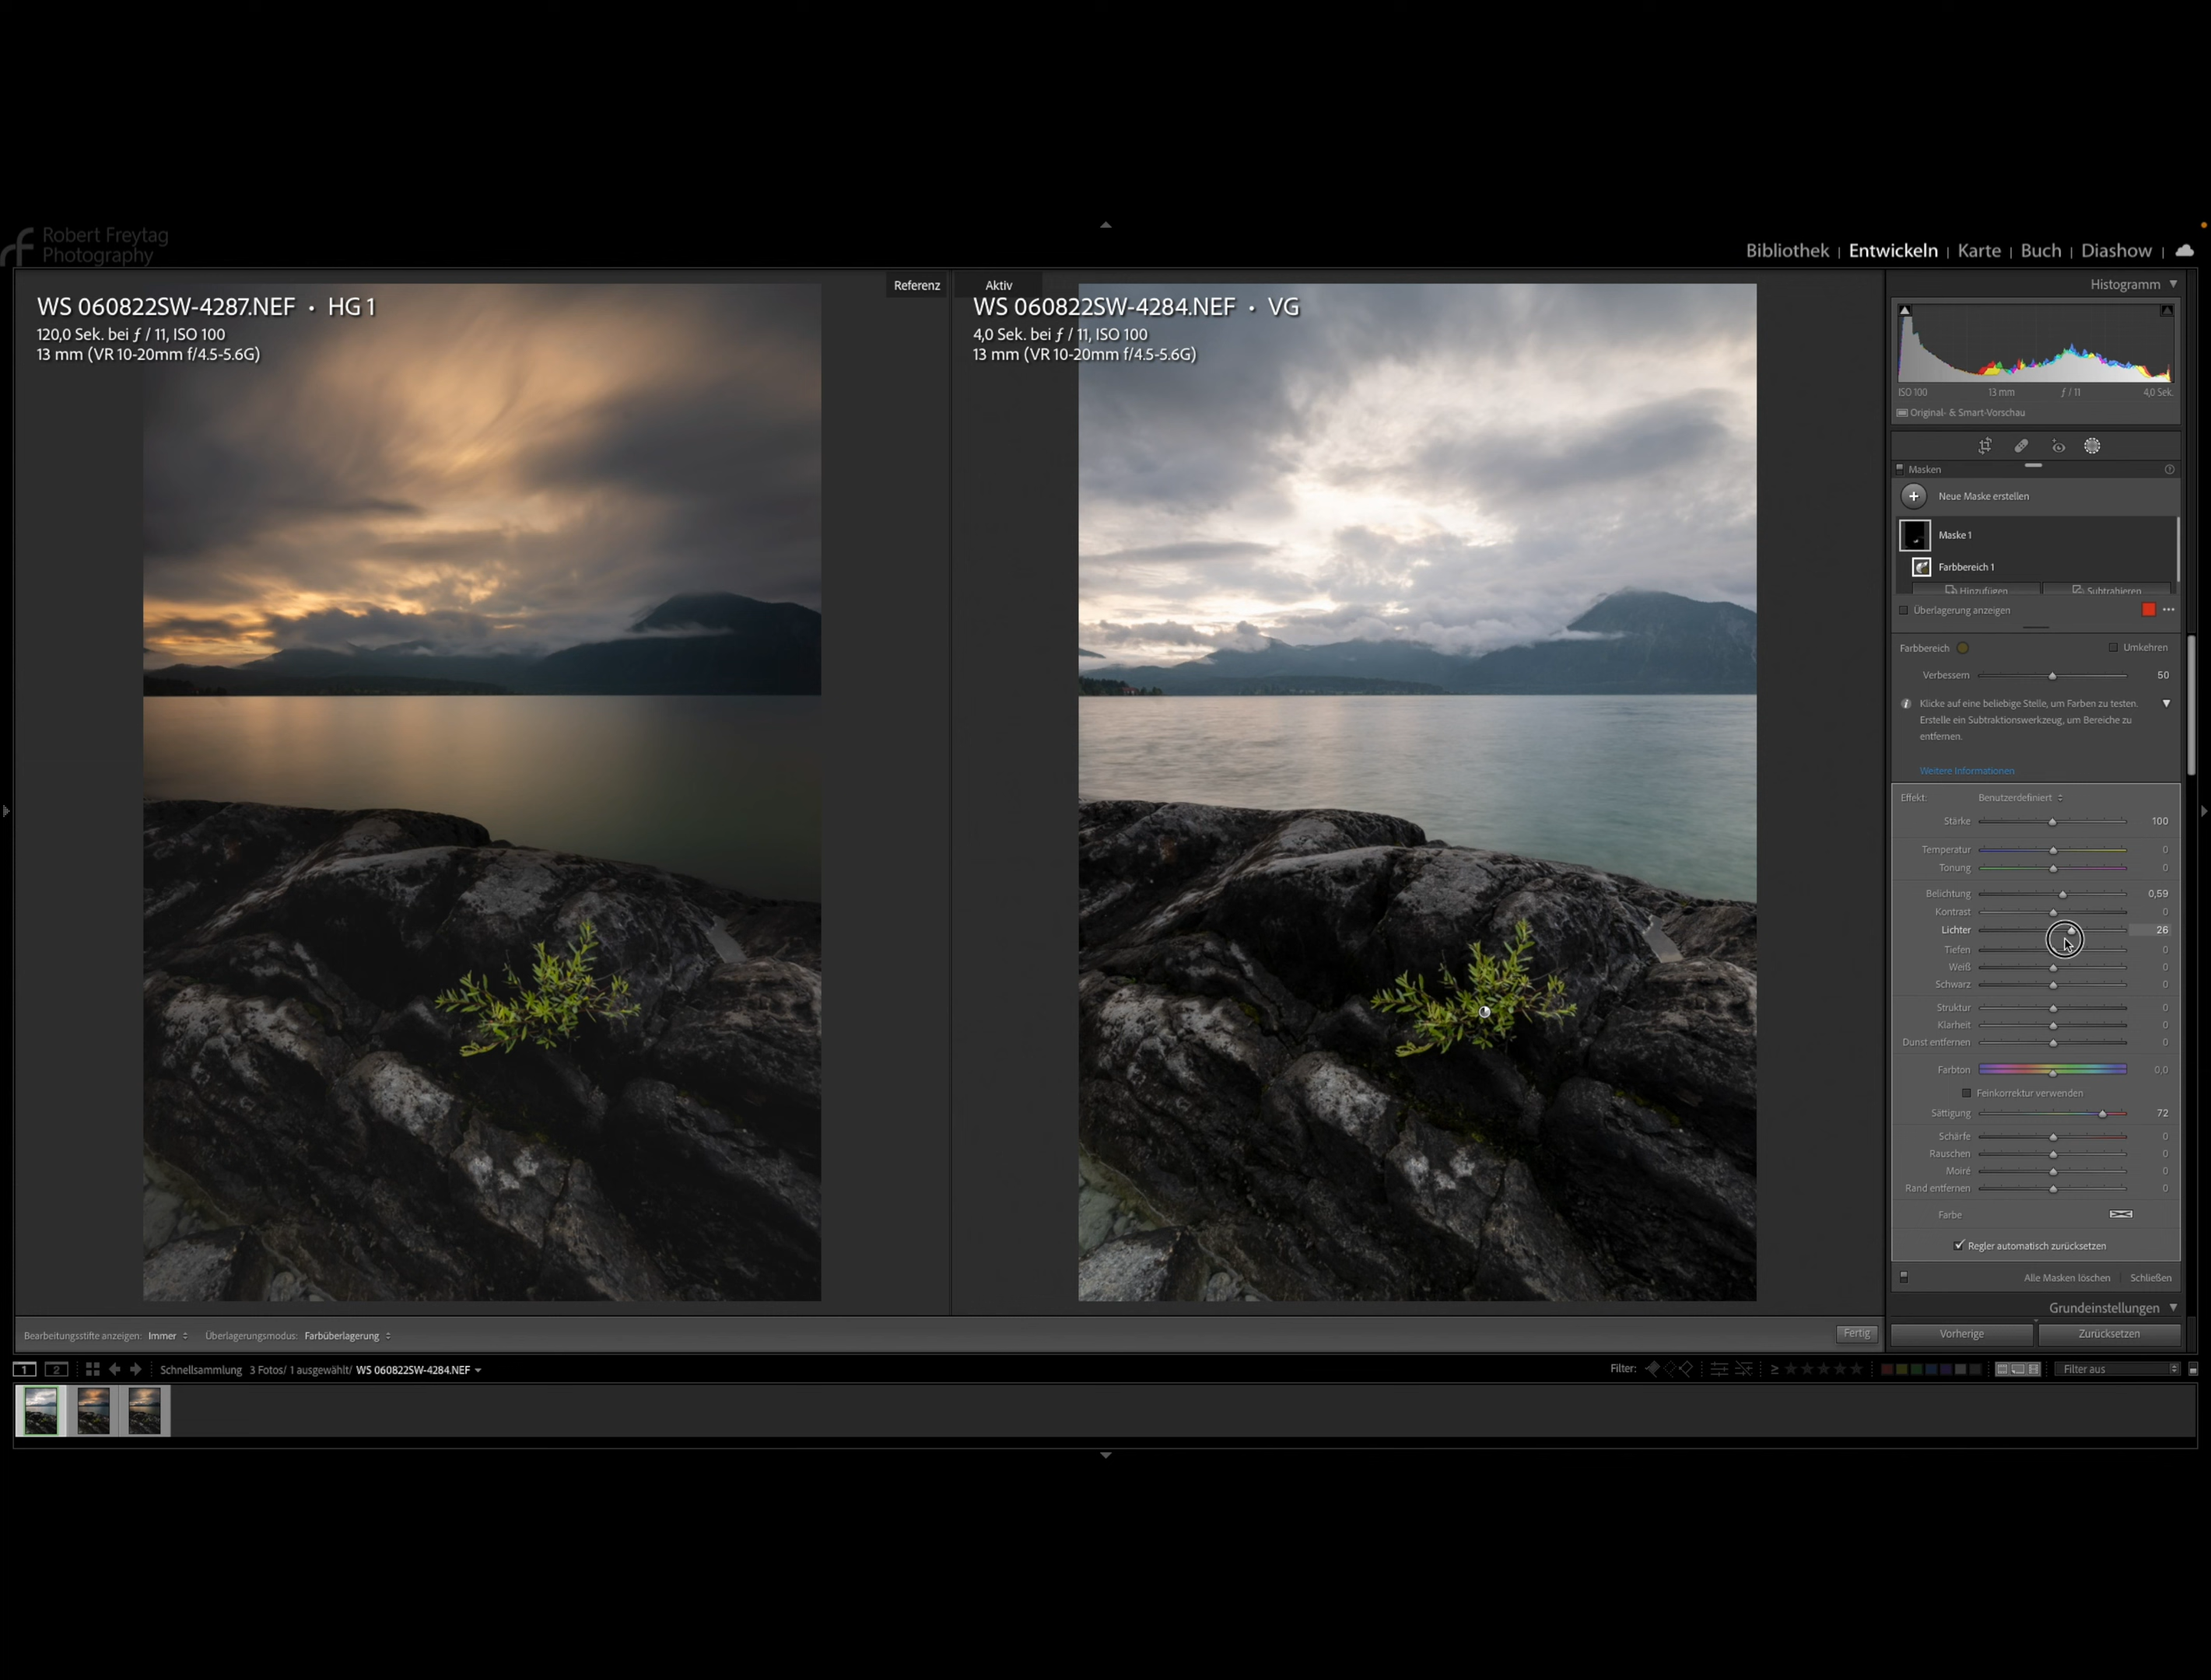 Robert Freytag
Photography
Bibliothek | Entwickeln | Karte | Buch | Diashow |
Referenz
WS 060822SW-4287.NEF • HG 1
120,0 Sek. bei ƒ / 11, ISO 100
13 mm (VR 10-20mm f/4.5-5.6G)
Aktiv
WS 060822SW-4284.NEF • VG
4,0 Sek. bei ƒ / 11, ISO 100
13 mm (VR 10-20mm f/4.5-5.6G)
Histogramm
ISO 100 13 mm ƒ / 11 4,0 Sek.
Original- & Smart-Vorschau
Masken
Neue Maske erstellen
Maske 1
Farbbereich 1
Hinzufügen Subtrahieren
Überlagerung anzeigen
Farbbereich Umkehren
Verbessern 50
Klicke auf eine beliebige Stelle, um Farben zu testen.
Erstelle ein Subtraktionswerkzeug, um Bereiche zu
entfernen.
Weitere Informationen
Effekt: Benutzerdefiniert
Stärke 100
Temperatur 0
Tonung 0
Belichtung 0,59
Kontrast 0
Lichter 26
Tiefen 0
Weiß 0
Schwarz 0
Struktur 0
Klarheit 0
Dunst entfernen 0
Farbton 0,0
Feinkorrektur verwenden
Sättigung 72
Schärfe 0
Rauschen 0
Moiré 0
Rand entfernen 0
Farbe
Regler automatisch zurücksetzen
Alle Masken löschen Schließen
Grundeinstellungen
Vorherige Zurücksetzen
Bearbeitungsstifte anzeigen: Immer Überlagerungsmodus: Farbüberlagerung Fertig
1 2 Schnellsammlung 3 Fotos/ 1 ausgewählt/ WS 060822SW-4284.NEF Filter: ≥ Filter aus